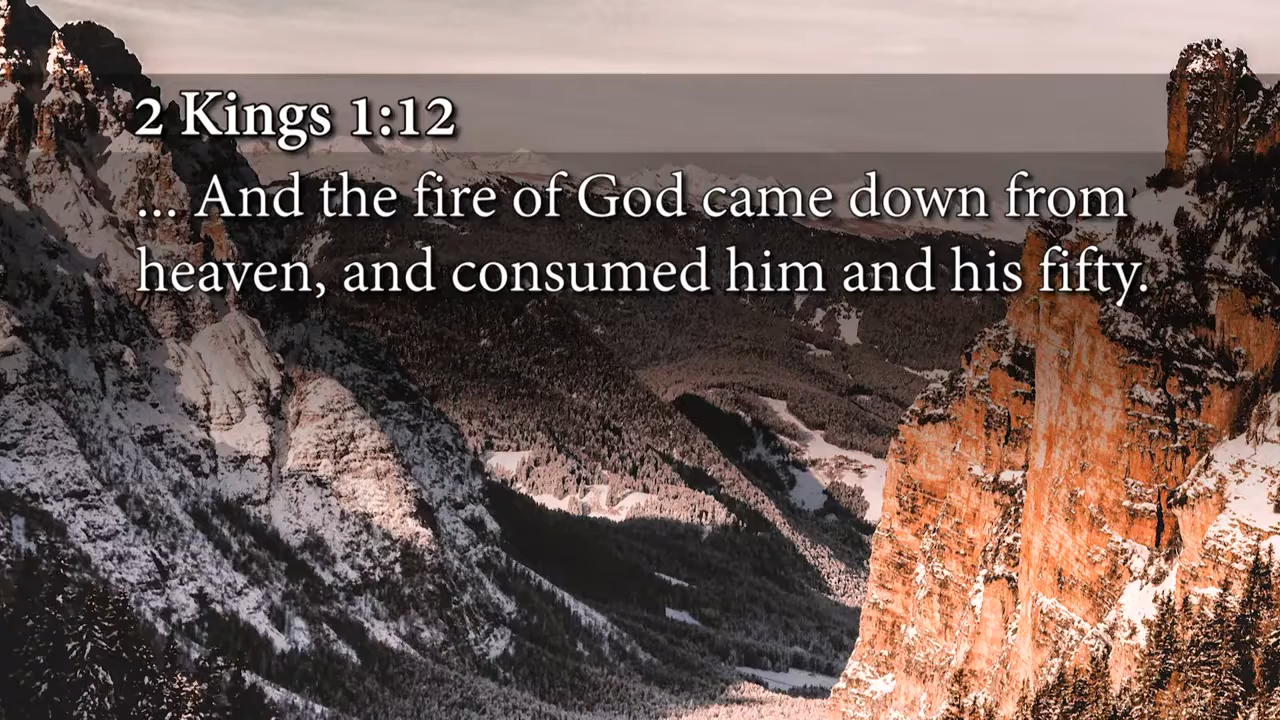 2 Kings 1:12
... And the fire of God came down from
heaven, and consumed him and his fifty.